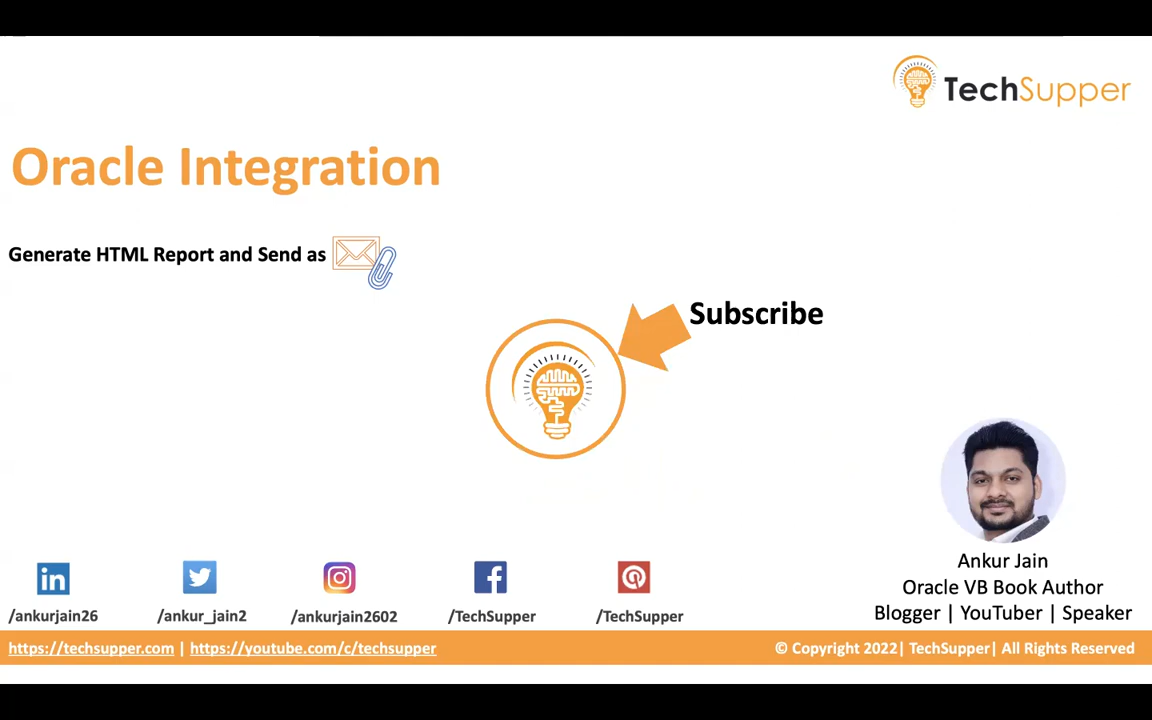 TechSupper
Oracle Integration
Generate HTML Report and Send as
Subscribe
Ankur Jain
Oracle VB Book Author
Blogger | YouTuber | Speaker
in
/ankurjain26
/ankur_jain2
/ankurjain2602
/TechSupper
/TechSupper
https://techsupper.com | https://youtube.com/c/techsupper
© Copyright 2022| TechSupper| All Rights Reserved